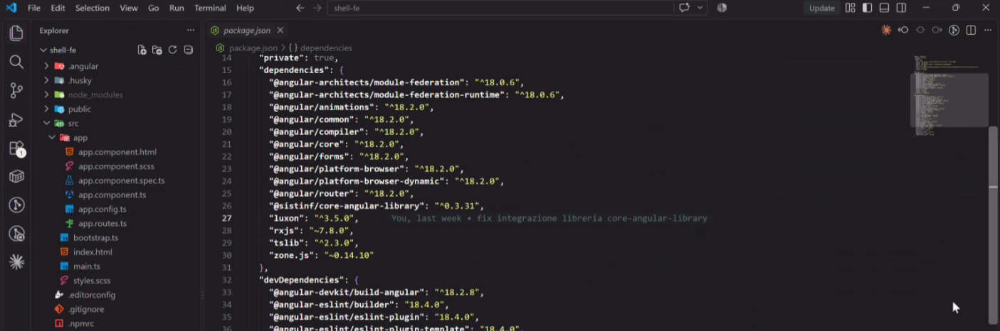 File Edit Selection View Go Run Terminal Help
shell-fe
Update
Explorer
package.json
shell-fe
package.json > { } dependencies
.angular
.husky
node_modules
public
src
app
app.component.html
app.component.scss
app.component.spec.ts
app.component.ts
app.config.ts
app.routes.ts
bootstrap.ts
index.html
main.ts
styles.scss
.editorconfig
.gitignore
.npmrc
1
14 "private": true,
15 "dependencies": {
16 "@angular-architects/module-federation": "^18.0.6",
17 "@angular-architects/module-federation-runtime": "^18.0.6",
18 "@angular/animations": "^18.2.0",
19 "@angular/common": "^18.2.0",
20 "@angular/compiler": "^18.2.0",
21 "@angular/core": "^18.2.0",
22 "@angular/forms": "^18.2.0",
23 "@angular/platform-browser": "^18.2.0",
24 "@angular/platform-browser-dynamic": "^18.2.0",
25 "@angular/router": "^18.2.0",
26 "@sistinf/core-angular-library": "^0.3.31",
27 "luxon": "^3.5.0", You, last week • fix integrazione libreria core-angular-library
28 "rxjs": "~7.8.0",
29 "tslib": "^2.3.0",
30 "zone.js": "~0.14.10"
31 },
32 "devDependencies": {
33 "@angular-devkit/build-angular": "^18.2.8",
34 "@angular-eslint/builder": "18.4.0",
35 "@angular-eslint/eslint-plugin": "18.4.0",
36 "@angular-eslint/eslint-plugin-template": "18.4.0",